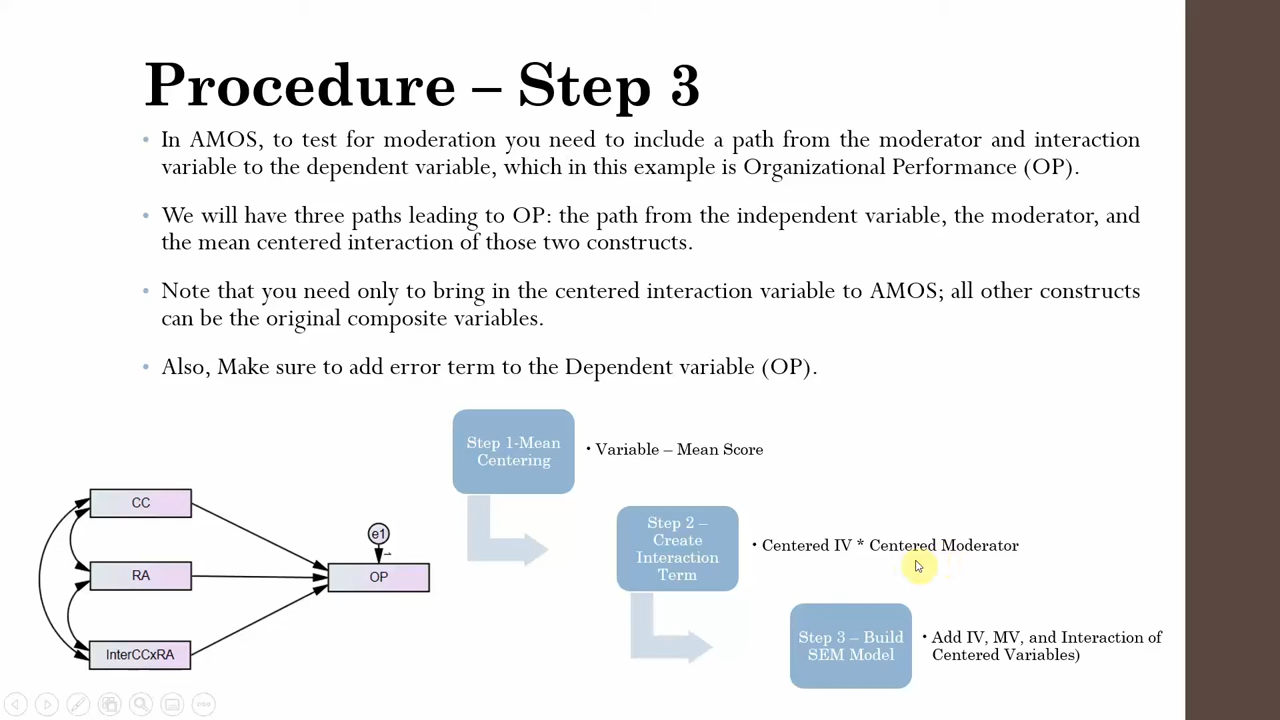 Procedure – Step 3
• In AMOS, to test for moderation you need to include a path from the moderator and interaction
variable to the dependent variable, which in this example is Organizational Performance (OP).
• We will have three paths leading to OP: the path from the independent variable, the moderator, and
the mean centered interaction of those two constructs.
• Note that you need only to bring in the centered interaction variable to AMOS; all other constructs
can be the original composite variables.
• Also, Make sure to add error term to the Dependent variable (OP).
Step 1-Mean
Centering
• Variable – Mean Score
Step 2 –
Create
Interaction
Term
• Centered IV * Centered Moderator
Step 3 – Build
SEM Model
• Add IV, MV, and Interaction of
Centered Variables)
CC
RA
InterCCxRA
e1
1
OP